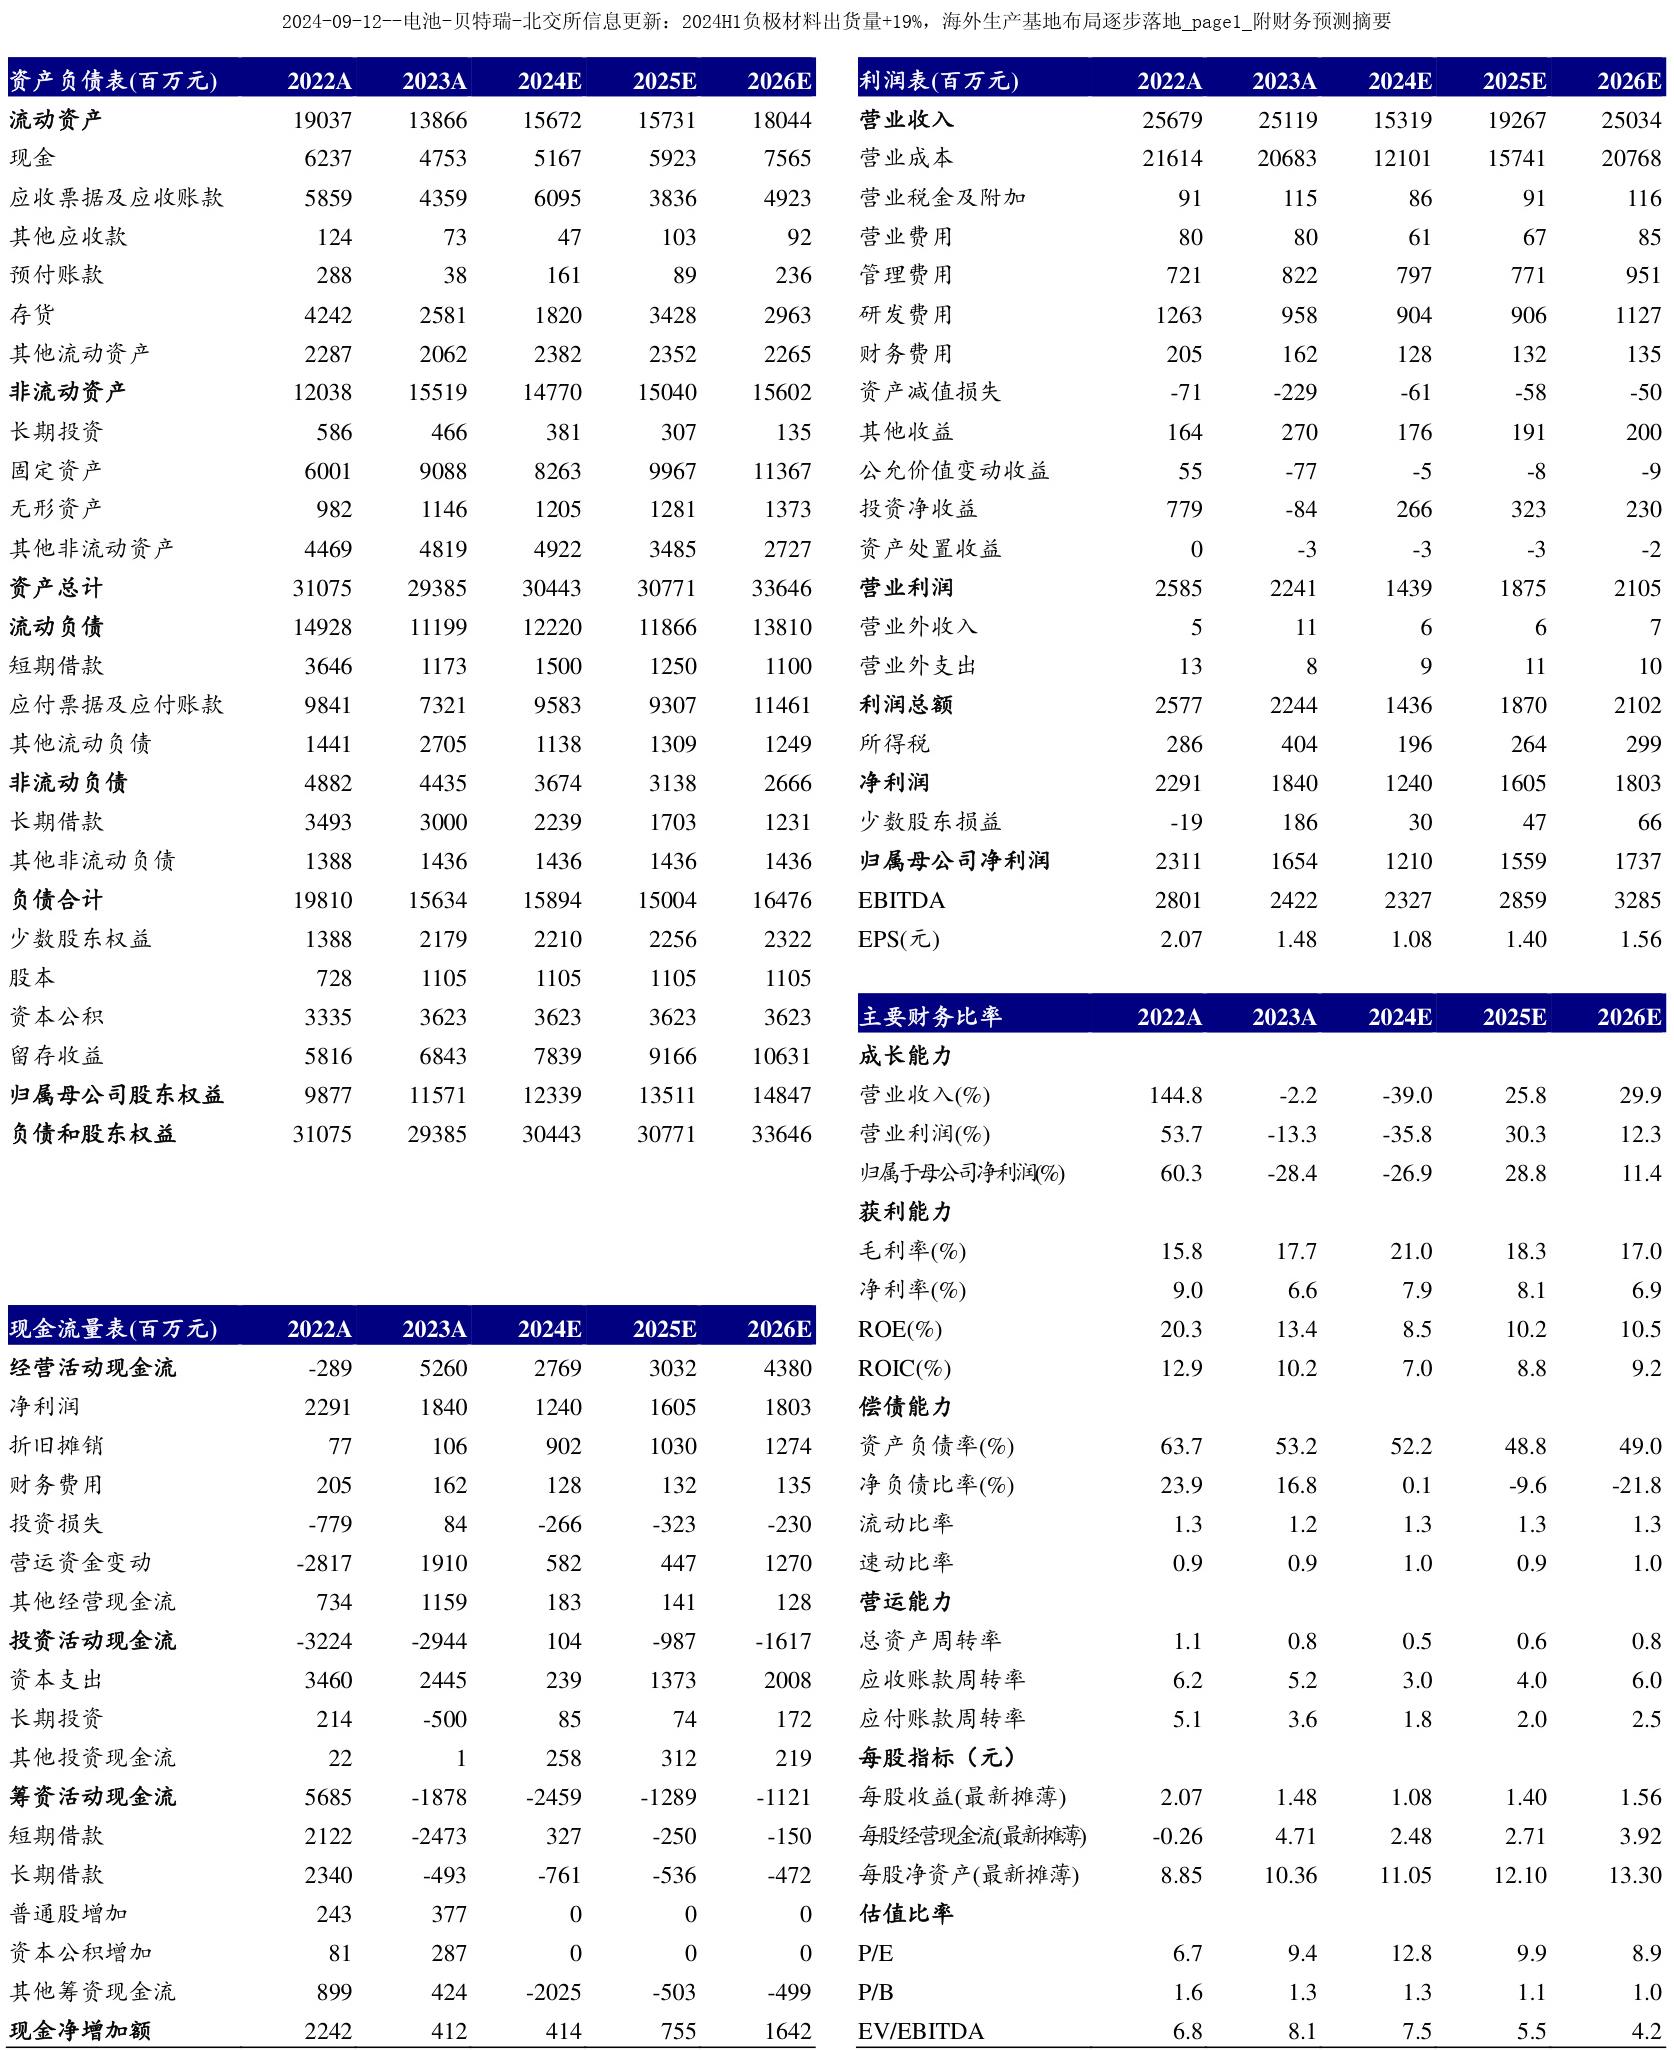 2024-09-12--电池-贝特瑞-北交所信息更新：2024H1负极材料出货量+19%，海外生产基地布局逐步落地_page1_附财务预测摘要
资产负债表(百万元) 2022A 2023A 2024E 2025E 2026E
流动资产 19037 13866 15672 15731 18044
现金 6237 4753 5167 5923 7565
应收票据及应收账款 5859 4359 6095 3836 4923
其他应收款 124 73 47 103 92
预付账款 288 38 161 89 236
存货 4242 2581 1820 3428 2963
其他流动资产 2287 2062 2382 2352 2265
非流动资产 12038 15519 14770 15040 15602
长期投资 586 466 381 307 135
固定资产 6001 9088 8263 9967 11367
无形资产 982 1146 1205 1281 1373
其他非流动资产 4469 4819 4922 3485 2727
资产总计 31075 29385 30443 30771 33646
流动负债 14928 11199 12220 11866 13810
短期借款 3646 1173 1500 1250 1100
应付票据及应付账款 9841 7321 9583 9307 11461
其他流动负债 1441 2705 1138 1309 1249
非流动负债 4882 4435 3674 3138 2666
长期借款 3493 3000 2239 1703 1231
其他非流动负债 1388 1436 1436 1436 1436
负债合计 19810 15634 15894 15004 16476
少数股东权益 1388 2179 2210 2256 2322
股本 728 1105 1105 1105 1105
资本公积 3335 3623 3623 3623 3623
留存收益 5816 6843 7839 9166 10631
归属母公司股东权益 9877 11571 12339 13511 14847
负债和股东权益 31075 29385 30443 30771 33646
现金流量表(百万元) 2022A 2023A 2024E 2025E 2026E
经营活动现金流 -289 5260 2769 3032 4380
净利润 2291 1840 1240 1605 1803
折旧摊销 77 106 902 1030 1274
财务费用 205 162 128 132 135
投资损失 -779 84 -266 -323 -230
营运资金变动 -2817 1910 582 447 1270
其他经营现金流 734 1159 183 141 128
投资活动现金流 -3224 -2944 104 -987 -1617
资本支出 3460 2445 239 1373 2008
长期投资 214 -500 85 74 172
其他投资现金流 22 1 258 312 219
筹资活动现金流 5685 -1878 -2459 -1289 -1121
短期借款 2122 -2473 327 -250 -150
长期借款 2340 -493 -761 -536 -472
普通股增加 243 377 0 0 0
资本公积增加 81 287 0 0 0
其他筹资现金流 899 424 -2025 -503 -499
现金净增加额 2242 412 414 755 1642
利润表(百万元) 2022A 2023A 2024E 2025E 2026E
营业收入 25679 25119 15319 19267 25034
营业成本 21614 20683 12101 15741 20768
营业税金及附加 91 115 86 91 116
营业费用 80 80 61 67 85
管理费用 721 822 797 771 951
研发费用 1263 958 904 906 1127
财务费用 205 162 128 132 135
资产减值损失 -71 -229 -61 -58 -50
其他收益 164 270 176 191 200
公允价值变动收益 55 -77 -5 -8 -9
投资净收益 779 -84 266 323 230
资产处置收益 0 -3 -3 -3 -2
营业利润 2585 2241 1439 1875 2105
营业外收入 5 11 6 6 7
营业外支出 13 8 9 11 10
利润总额 2577 2244 1436 1870 2102
所得税 286 404 196 264 299
净利润 2291 1840 1240 1605 1803
少数股东损益 -19 186 30 47 66
归属母公司净利润 2311 1654 1210 1559 1737
EBITDA 2801 2422 2327 2859 3285
EPS(元) 2.07 1.48 1.08 1.40 1.56
主要财务比率 2022A 2023A 2024E 2025E 2026E
成长能力
营业收入(%) 144.8 -2.2 -39.0 25.8 29.9
营业利润(%) 53.7 -13.3 -35.8 30.3 12.3
归属于母公司净利润(%) 60.3 -28.4 -26.9 28.8 11.4
获利能力
毛利率(%) 15.8 17.7 21.0 18.3 17.0
净利率(%) 9.0 6.6 7.9 8.1 6.9
ROE(%) 20.3 13.4 8.5 10.2 10.5
ROIC(%) 12.9 10.2 7.0 8.8 9.2
偿债能力
资产负债率(%) 63.7 53.2 52.2 48.8 49.0
净负债比率(%) 23.9 16.8 0.1 -9.6 -21.8
流动比率 1.3 1.2 1.3 1.3 1.3
速动比率 0.9 0.9 1.0 0.9 1.0
营运能力
总资产周转率 1.1 0.8 0.5 0.6 0.8
应收账款周转率 6.2 5.2 3.0 4.0 6.0
应付账款周转率 5.1 3.6 1.8 2.0 2.5
每股指标（元）
每股收益(最新摊薄) 2.07 1.48 1.08 1.40 1.56
每股经营现金流(最新摊薄) -0.26 4.71 2.48 2.71 3.92
每股净资产(最新摊薄) 8.85 10.36 11.05 12.10 13.30
估值比率
P/E 6.7 9.4 12.8 9.9 8.9
P/B 1.6 1.3 1.3 1.1 1.0
EV/EBITDA 6.8 8.1 7.5 5.5 4.2